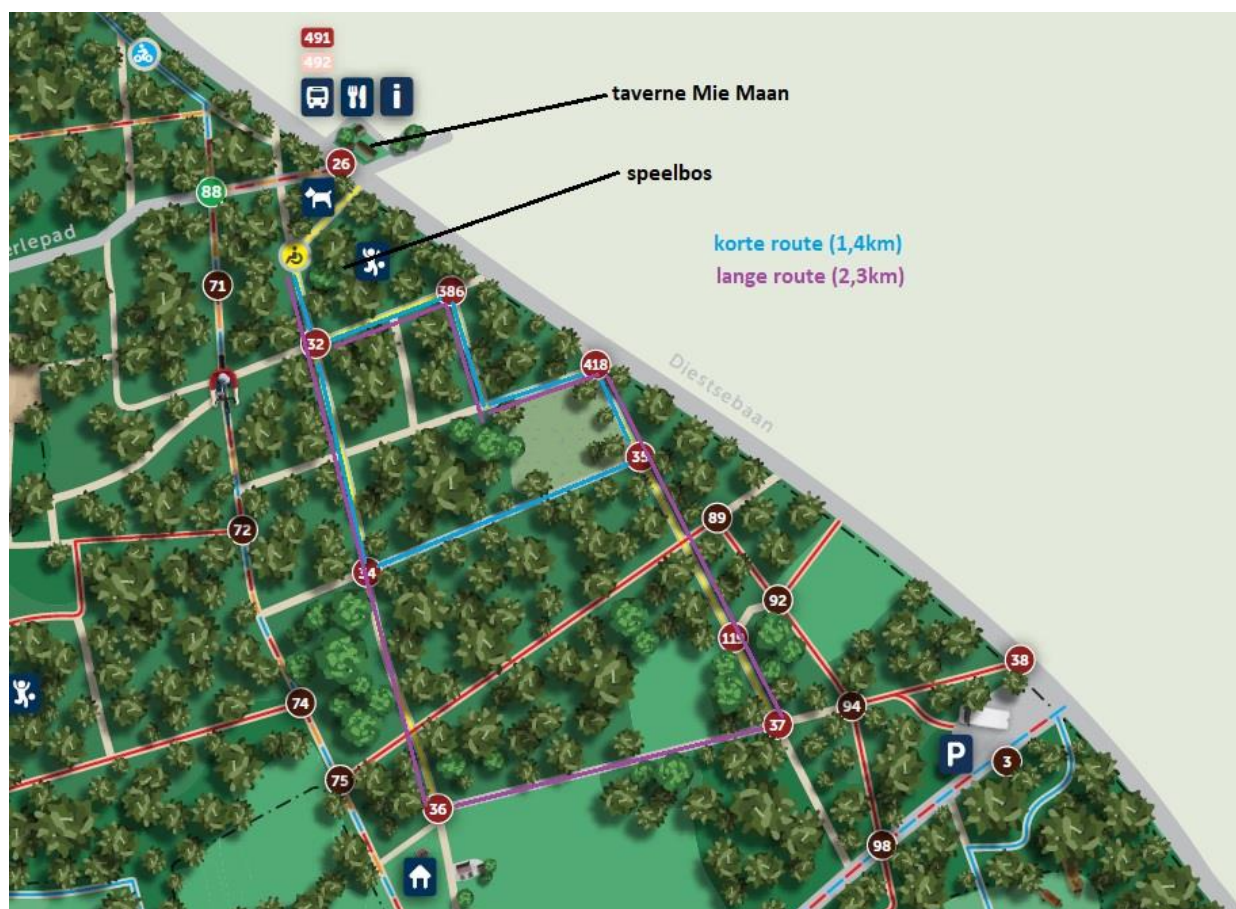 491
492
i
taverne Mie Maan
26
88
speelbos
erlepad
korte route (1,4km)
lange route (2,3km)
71
386
32
418
Diestsebaan
35
89
72
34
92
119
38
74
94
37
P
3
75
36
98